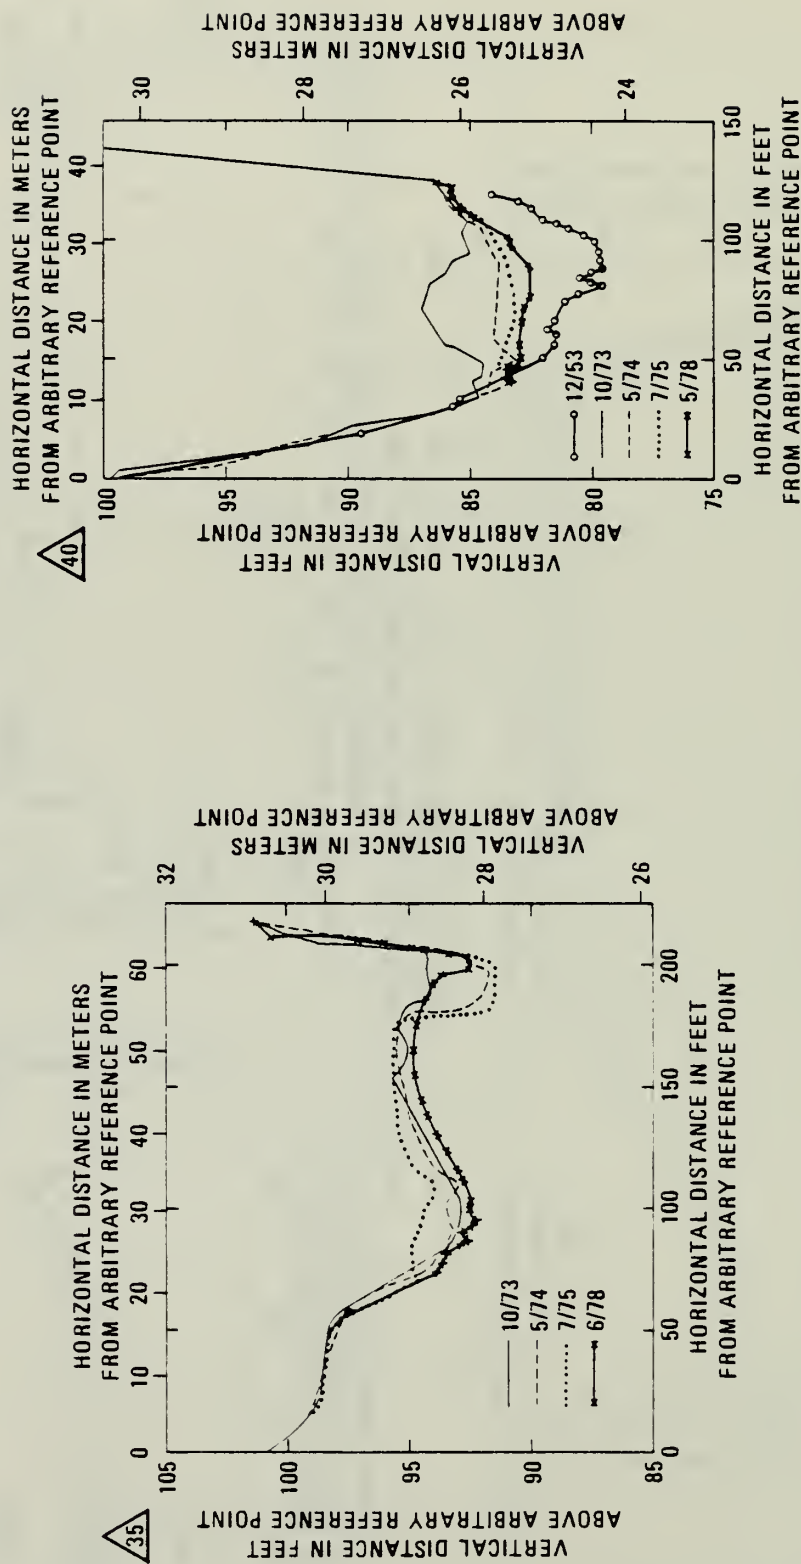 35
HORIZONTAL DISTANCE IN METERS
FROM ARBITRARY REFERENCE POINT
0 10 20 30 40 50 60
VERTICAL DISTANCE IN FEET
ABOVE ARBITRARY REFERENCE POINT
105
100
95
90
85
10/73
5/74
7/75
6/78
32
30
28
26
VERTICAL DISTANCE IN METERS
ABOVE ARBITRARY REFERENCE POINT
0 50 100 150 200
HORIZONTAL DISTANCE IN FEET
FROM ARBITRARY REFERENCE POINT
40
HORIZONTAL DISTANCE IN METERS
FROM ARBITRARY REFERENCE POINT
0 10 20 30 40
VERTICAL DISTANCE IN FEET
ABOVE ARBITRARY REFERENCE POINT
100
95
90
85
80
75
12/53
10/73
5/74
7/75
5/78
30
28
26
24
VERTICAL DISTANCE IN METERS
ABOVE ARBITRARY REFERENCE POINT
0 50 100 150
HORIZONTAL DISTANCE IN FEET
FROM ARBITRARY REFERENCE POINT